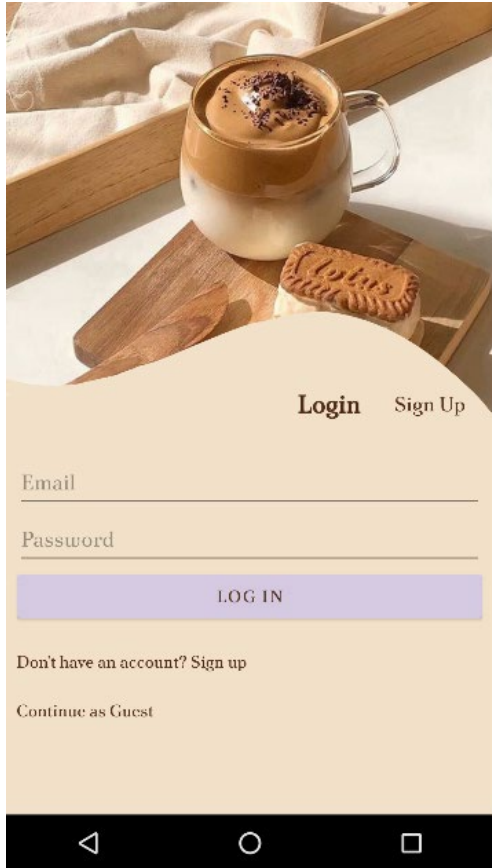 Lotus
Login Sign Up
Email
Password
LOG IN
Don't have an account? Sign up
Continue as Guest